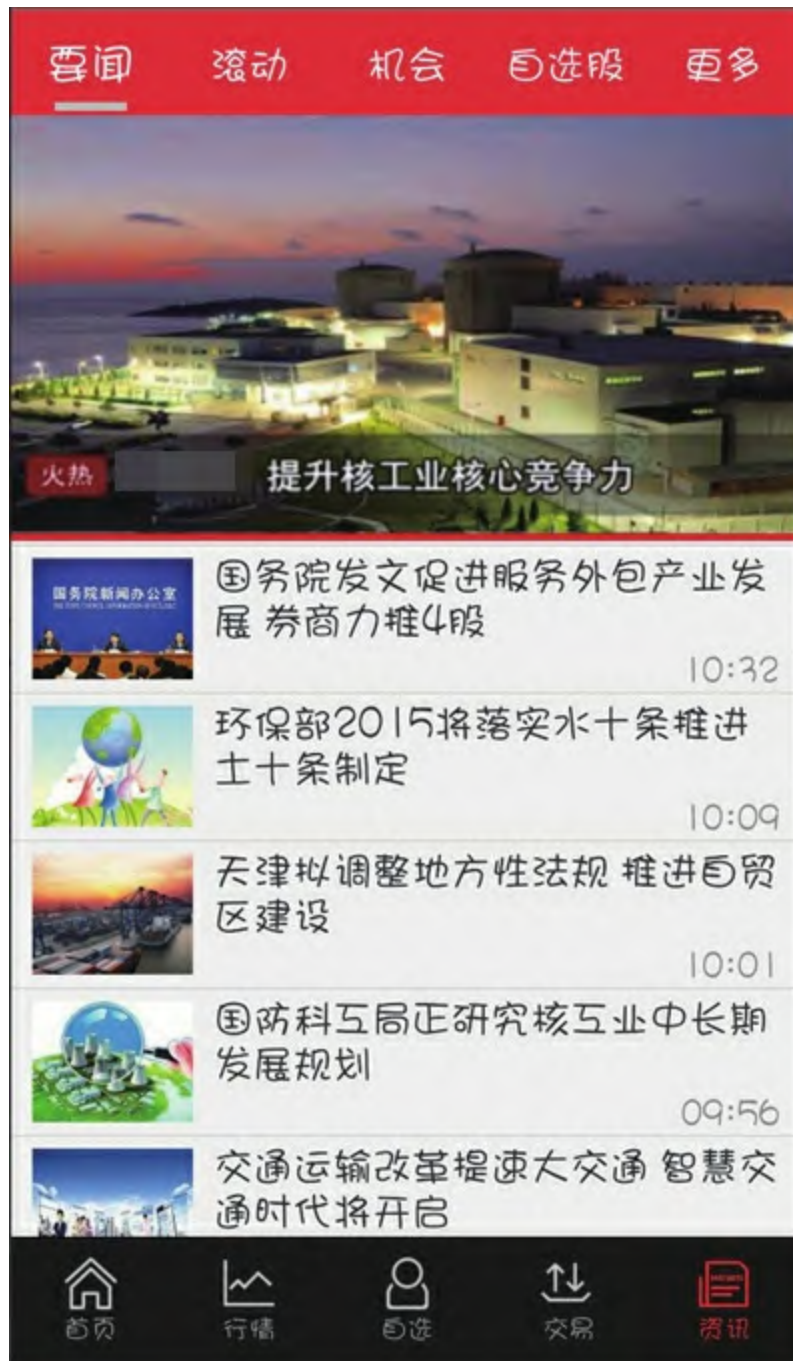 要闻 滚动 机会 自选股 更多
火热 提升核工业核心竞争力
国务院新闻办公室
国务院发文促进服务外包产业发
展 券商力推4股
10:32
环保部2015将落实水十条推进
土十条制定
10:09
天津拟调整地方性法规 推进自贸
区建设
10:01
国防科工局正研究核工业中长期
发展规划
09:56
交通运输改革提速大交通 智慧交
通时代将开启
首页 行情 自选 交易 资讯